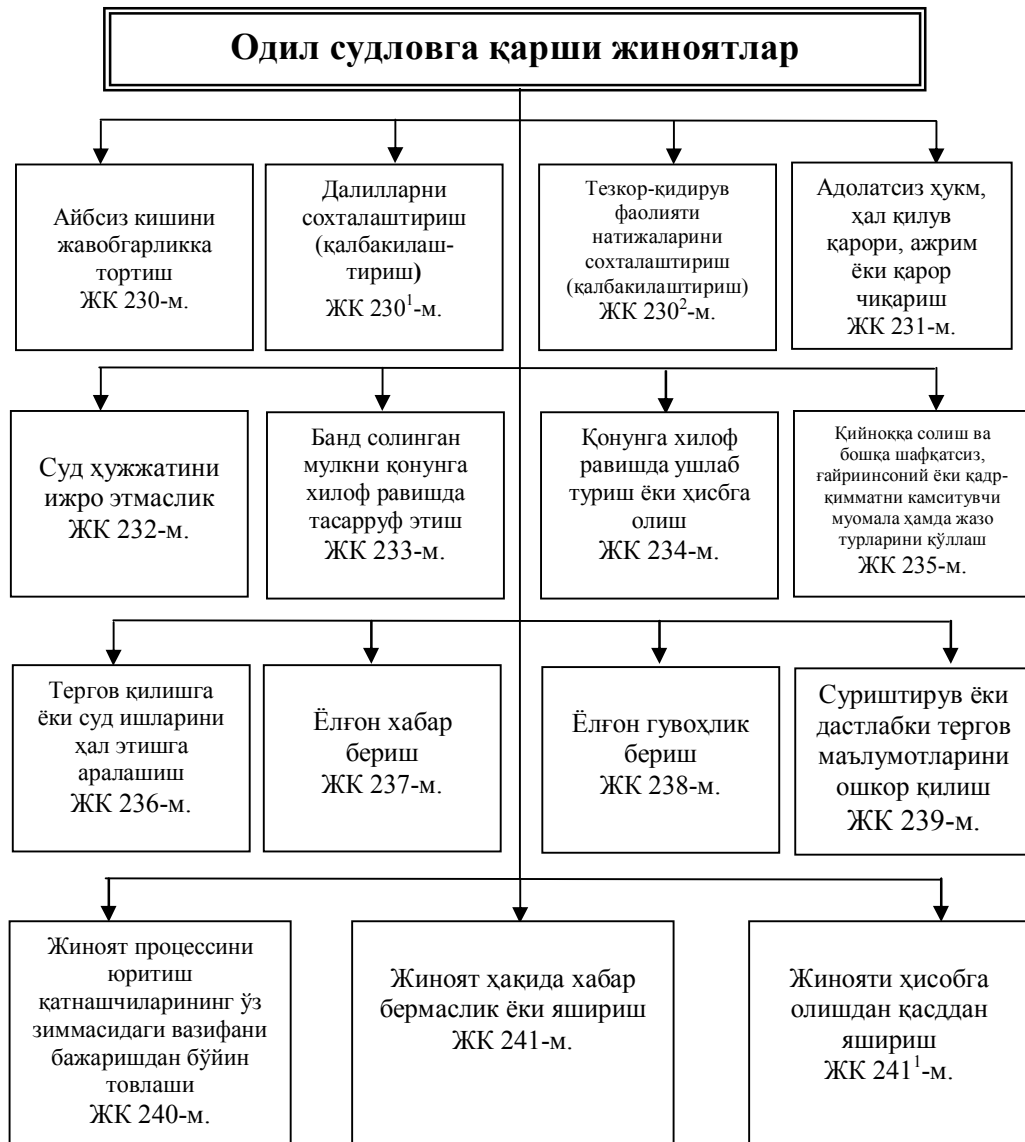 Одил судловга қарши жиноятлар
Айбсиз кишини
жавобгарликка
тортиш
ЖК 230-м.
Далилларни
сохталаштириш
(қалбакилаш-
тириш)
ЖК 230¹-м.
Тезкор-қидирув
фаолияти
натижаларини
сохталаштириш
(қалбакилаштириш)
ЖК 230²-м.
Адолатсиз ҳукм,
ҳал қилув
қарори, ажрим
ёки қарор
чиқариш
ЖК 231-м.
Суд ҳужжатини
ижро этмаслик
ЖК 232-м.
Банд солинган
мулкни қонунга
хилоф равишда
тасарруф этиш
ЖК 233-м.
Қонунга хилоф
равишда ушлаб
туриш ёки ҳисбга
олиш
ЖК 234-м.
Қийноққа солиш ва
бошқа шафқатсиз,
ғайриинсоний ёки қадр-
қимматни камситувчи
муомала ҳамда жазо
турларини қўллаш
ЖК 235-м.
Тергов қилишга
ёки суд ишларини
ҳал этишга
аралашиш
ЖК 236-м.
Ёлғон хабар
бериш
ЖК 237-м.
Ёлғон гувоҳлик
бериш
ЖК 238-м.
Суриштирув ёки
дастлабки тергов
маълумотларини
ошкор қилиш
ЖК 239-м.
Жиноят процессини
юритиш
қатнашчиларининг ўз
зиммасидаги вазифани
бажаришдан бўйин
товлаши
ЖК 240-м.
Жиноят ҳақида хабар
бермаслик ёки яшириш
ЖК 241-м.
Жинояти ҳисобга
олишдан қасддан
яшириш
ЖК 241¹-м.